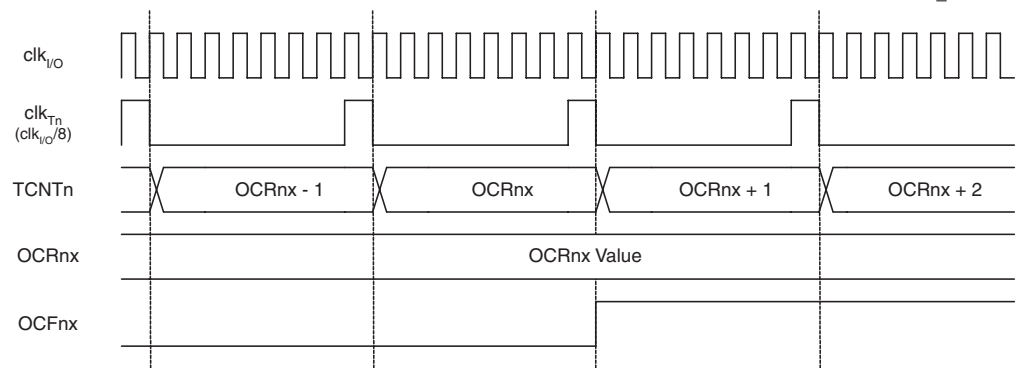 clkI/O
clkTn
(clkI/O/8)
TCNTn
OCRnx - 1
OCRnx
OCRnx + 1
OCRnx + 2
OCRnx
OCRnx Value
OCFnx